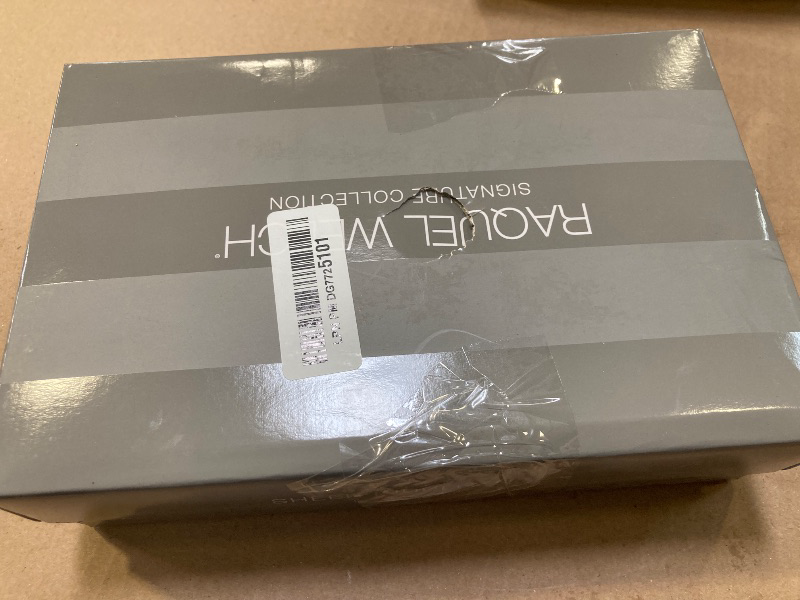 RAQUEL WELCH®
SIGNATURE COLLECTION
DG7725101